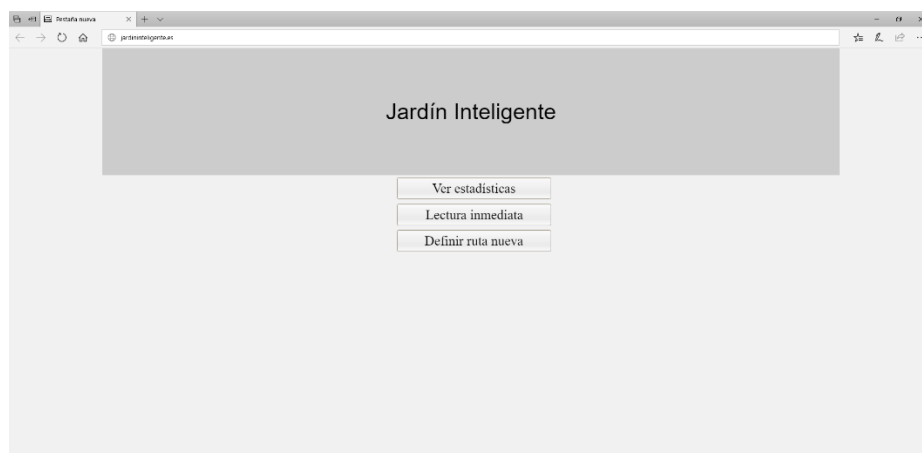 Pestaña nueva
jardininteligente.es
Jardín Inteligente
Ver estadísticas
Lectura inmediata
Definir ruta nueva